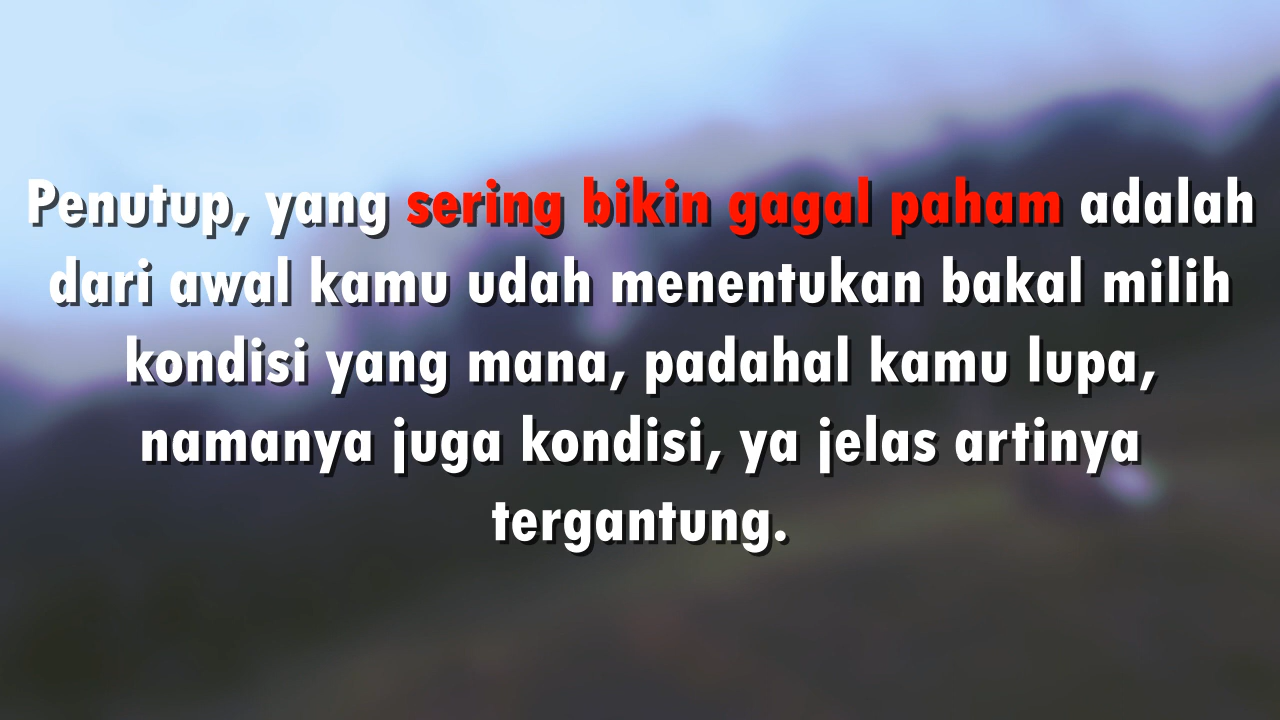 Penutup, yang sering bikin gagal paham adalah
dari awal kamu udah menentukan bakal milih
kondisi yang mana, padahal kamu lupa,
namanya juga kondisi, ya jelas artinya
tergantung.